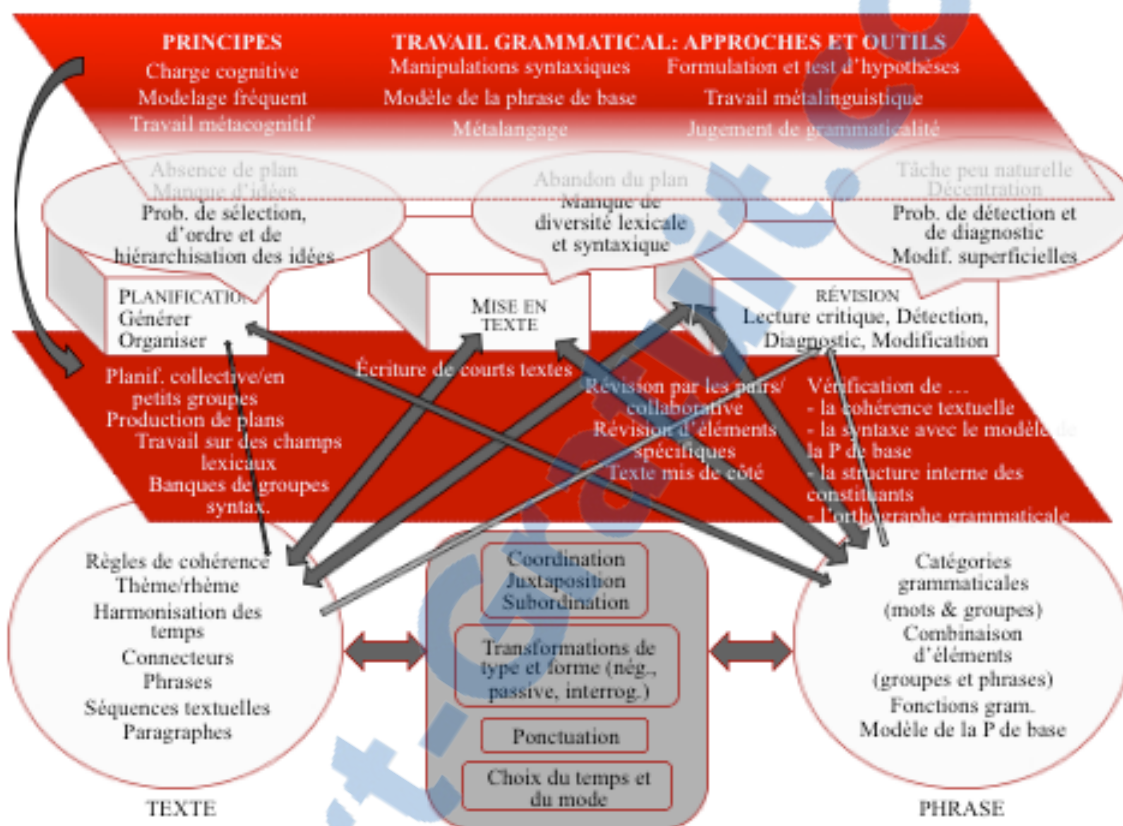 PRINCIPES
Charge cognitive
Modelage fréquent
Travail métacognitif
TRAVAIL GRAMMATICAL: APPROCHES ET OUTILS
Manipulations syntaxiques
Modèle de la phrase de base
Métalangage
Formulation et test d'hypothèses
Travail métalinguistique
Jugement de grammaticalité
Absence de plan
Manque d'idées
Prob. de sélection,
d'ordre et de
hiérarchisation des idées
Abandon du plan
Manque de
diversité lexicale
et syntaxique
Tâche peu naturelle
Décentration
Prob. de détection et
de diagnostic
Modif. superficielles
PLANIFICATION
Générer
Organiser
MISE EN
TEXTE
RÉVISION
Lecture critique, Détection,
Diagnostic, Modification
Planif. collective/en
petits groupes
Production de plans
Travail sur des champs
lexicaux
Banques de groupes
syntax.
Écriture de courts textes
Révision par les pairs/
collaborative
Révision d'éléments
spécifiques
Texte mis de côté
Vérification de …
- la cohérence textuelle
- la syntaxe avec le modèle de
la P de base
- la structure interne des
constituants
- l'orthographe grammaticale
Règles de cohérence
Thème/rhème
Harmonisation des
temps
Connecteurs
Phrases
Séquences textuelles
Paragraphes
TEXTE
Coordination
Juxtaposition
Subordination
Transformations de
type et forme (nég.,
passive, interrog.)
Ponctuation
Choix du temps et
du mode
Catégories
grammaticales
(mots & groupes)
Combinaison
d'éléments
(groupes et phrases)
Fonctions gram.
Modèle de la P de base
PHRASE